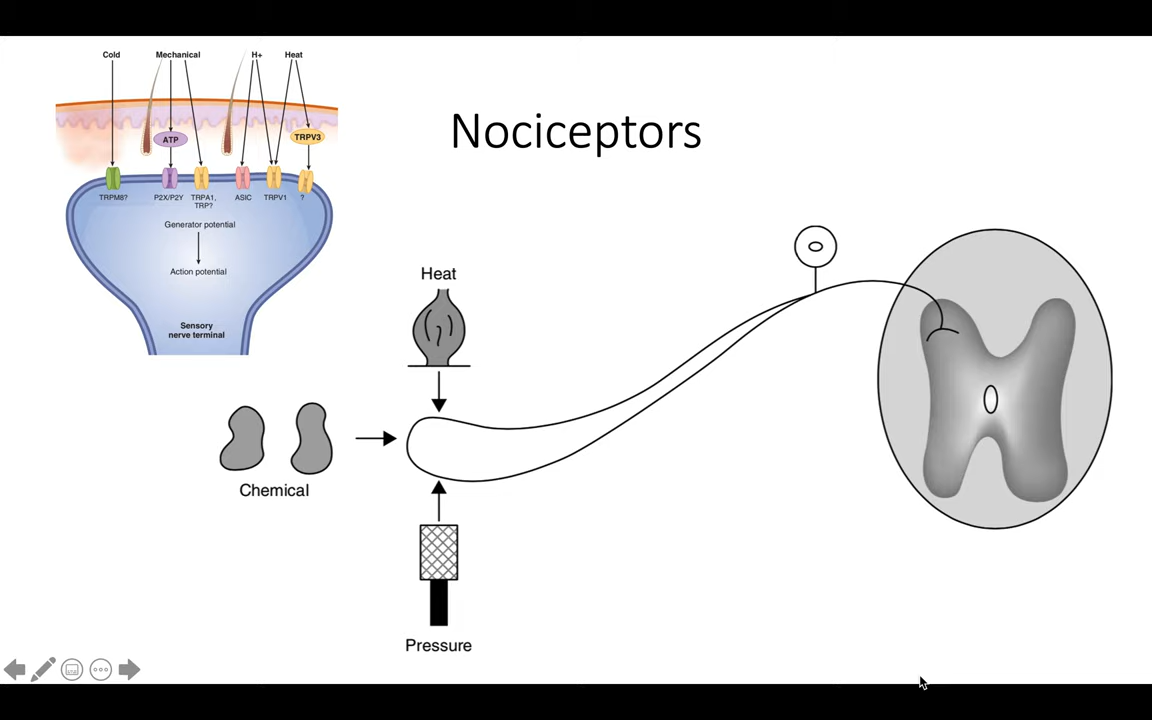 Cold
Mechanical
H+
Heat
ATP
TRPV3
TRPM8?
P2X/P2Y
TRPA1,
TRP?
ASIC
TRPV1
?
Generator potential
Action potential
Sensory
nerve terminal
Nociceptors
Heat
Chemical
Pressure